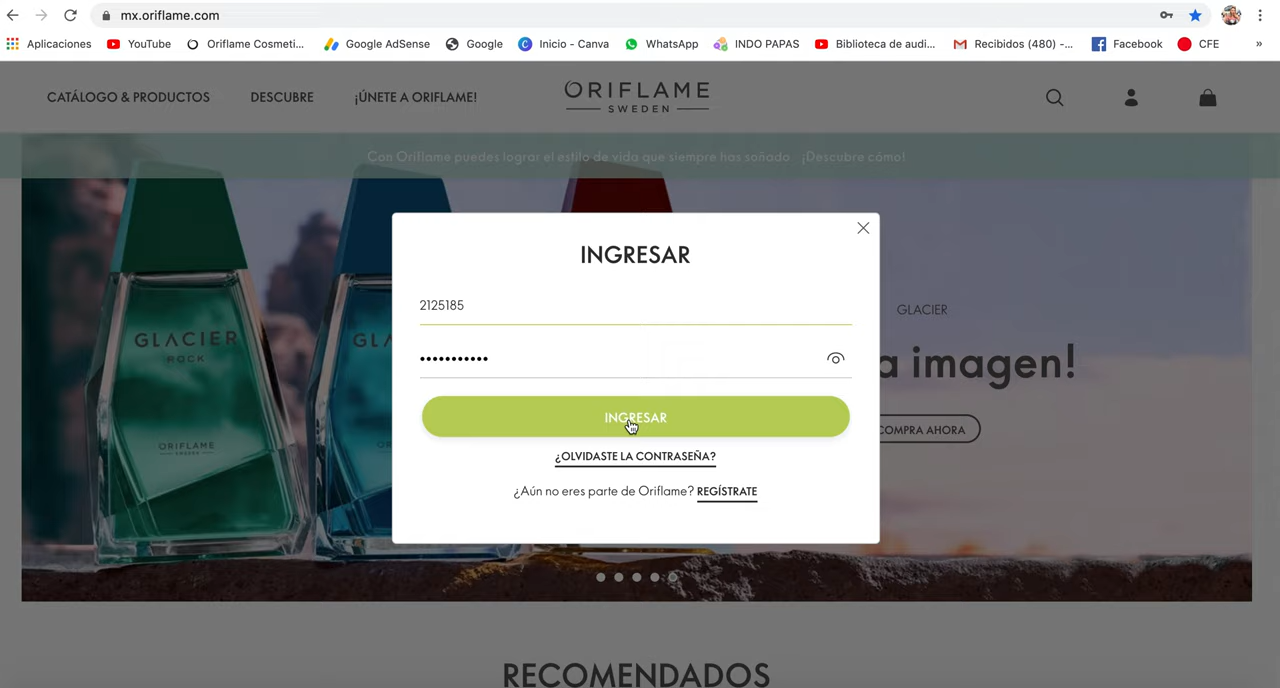 mx.oriflame.com
Aplicaciones YouTube Oriflame Cosmeti... Google AdSense Google Inicio - Canva WhatsApp INDO PAPAS Biblioteca de audi... Recibidos (480) -... Facebook CFE »
CATÁLOGO & PRODUCTOS DESCUBRE ¡ÚNETE A ORIFLAME! ORIFLAME
SWEDEN
Con Oriflame puedes lograr el estilo de vida que siempre has soñado ¡Descubre cómo!
INGRESAR
2125185
•••••••••••
INGRESAR
¿OLVIDASTE LA CONTRASEÑA?
¿Aún no eres parte de Oriflame? REGÍSTRATE
GLACIER
ROCK
ORIFLAME
SWEDEN
GLA
GLACIER
a imagen!
COMPRA AHORA
RECOMENDADOS